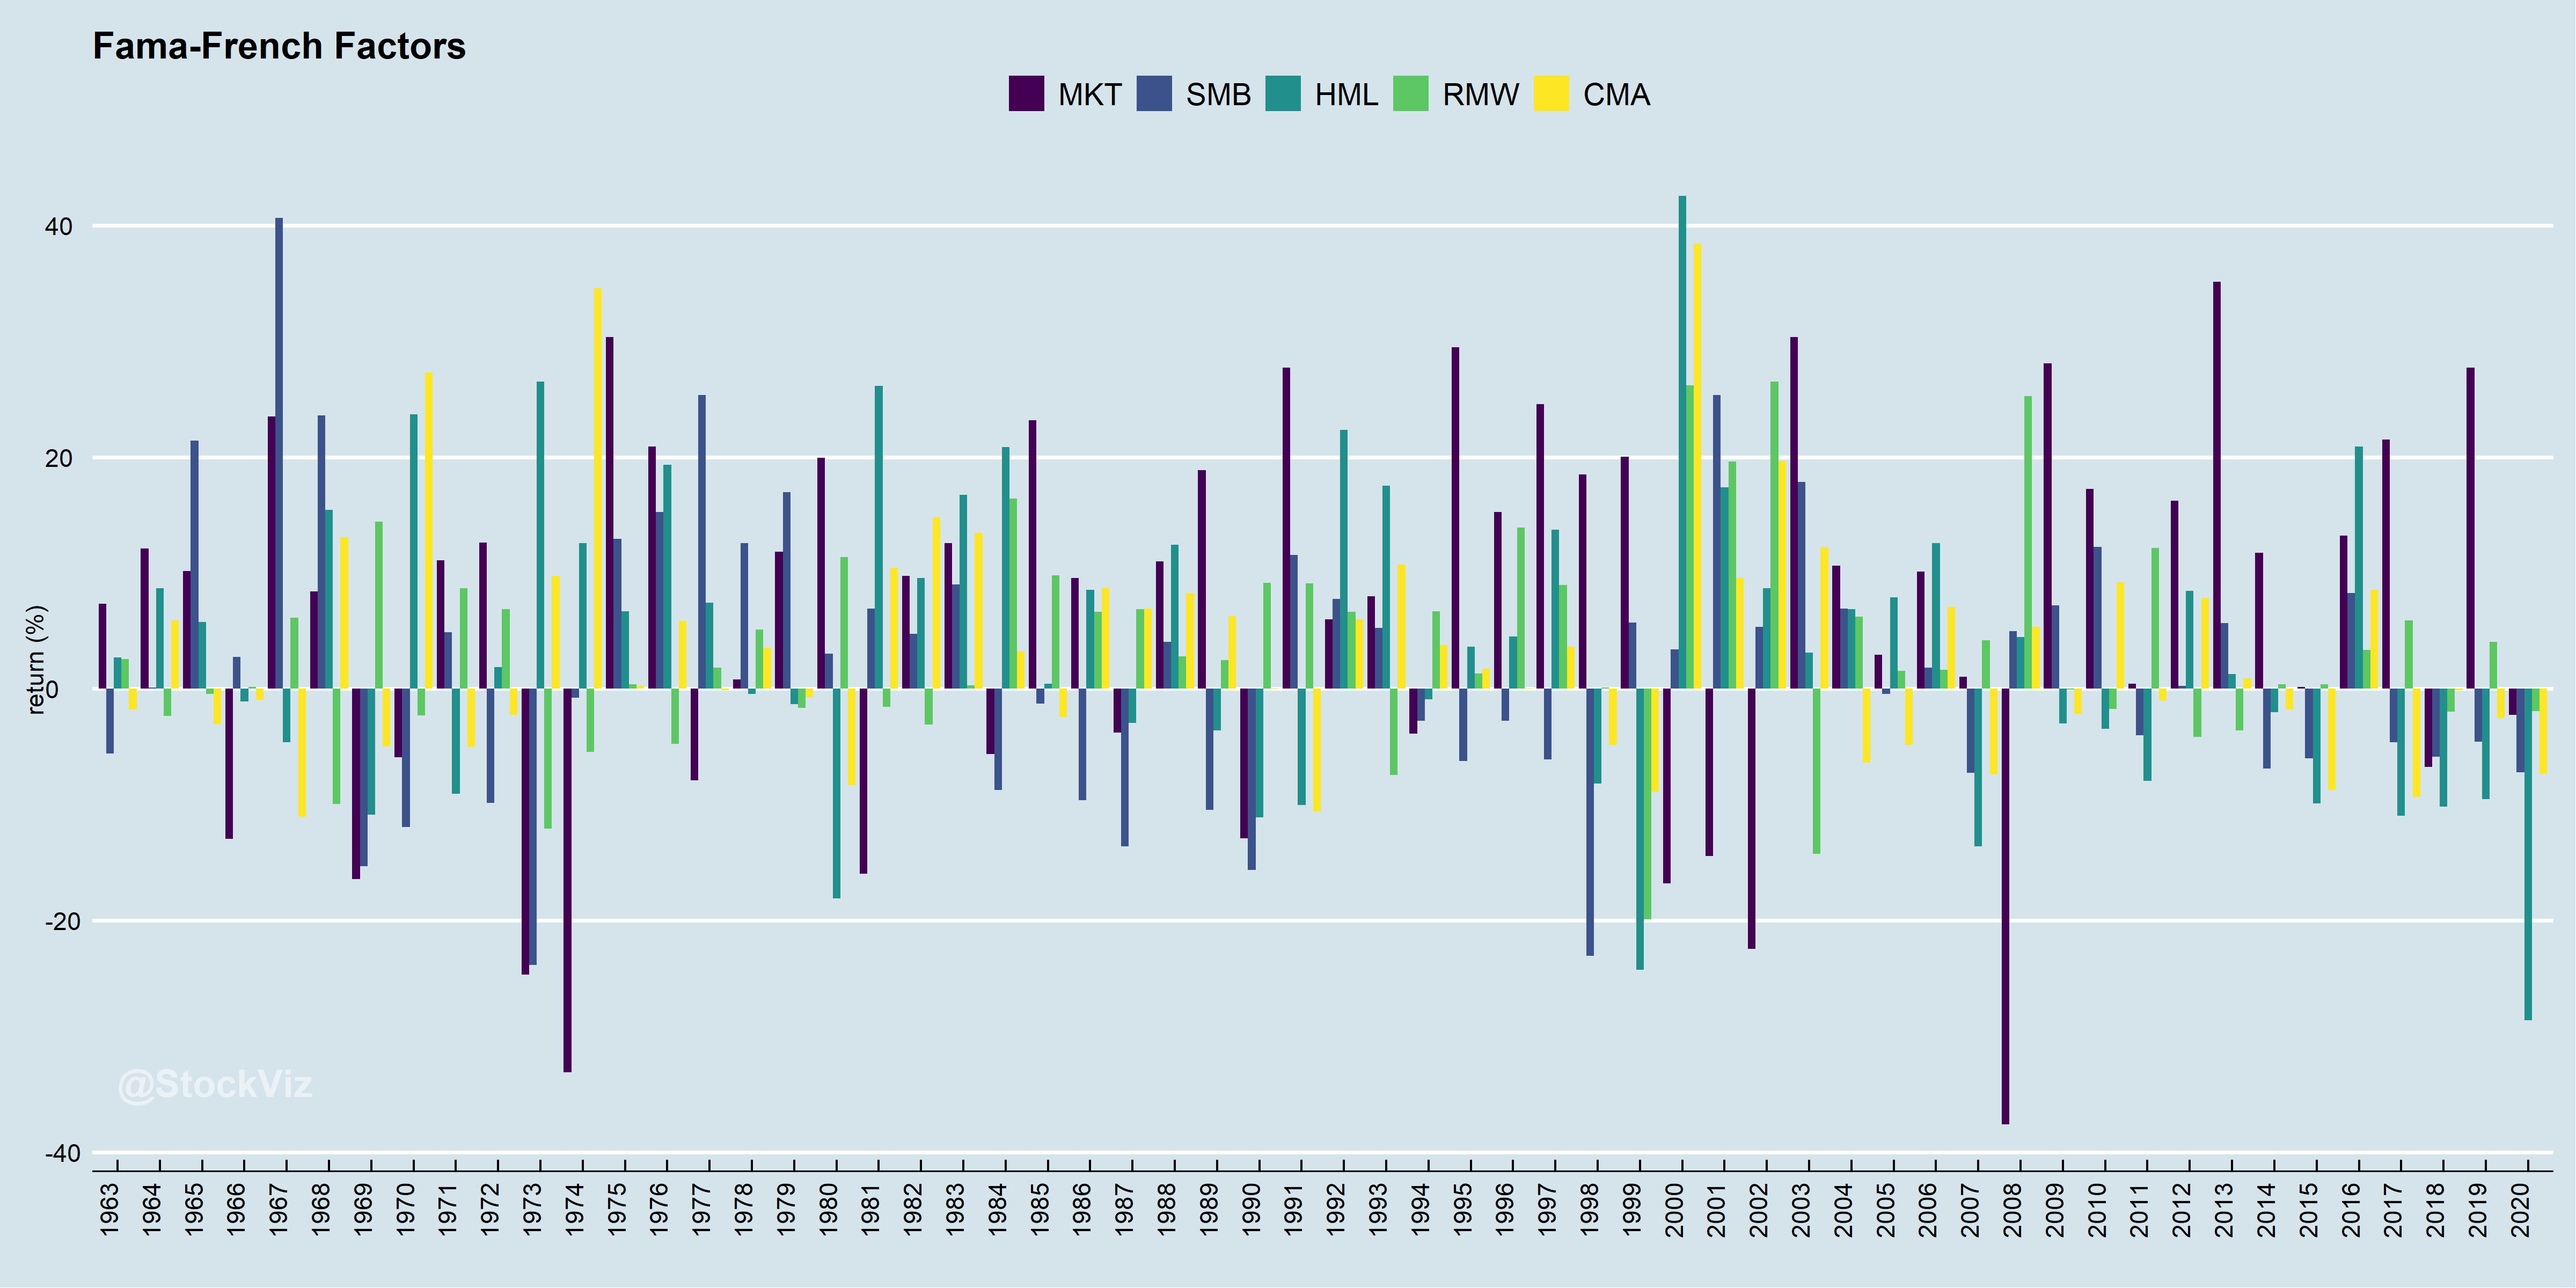 Fama-French Factors
MKT SMB HML RMW CMA
40
20
0
-20
-40
return (%)
@StockViz
1963 1964 1965 1966 1967 1968 1969 1970 1971 1972 1973 1974 1975 1976 1977 1978 1979 1980 1981 1982 1983 1984 1985 1986 1987 1988 1989 1990 1991 1992 1993 1994 1995 1996 1997 1998 1999 2000 2001 2002 2003 2004 2005 2006 2007 2008 2009 2010 2011 2012 2013 2014 2015 2016 2017 2018 2019 2020